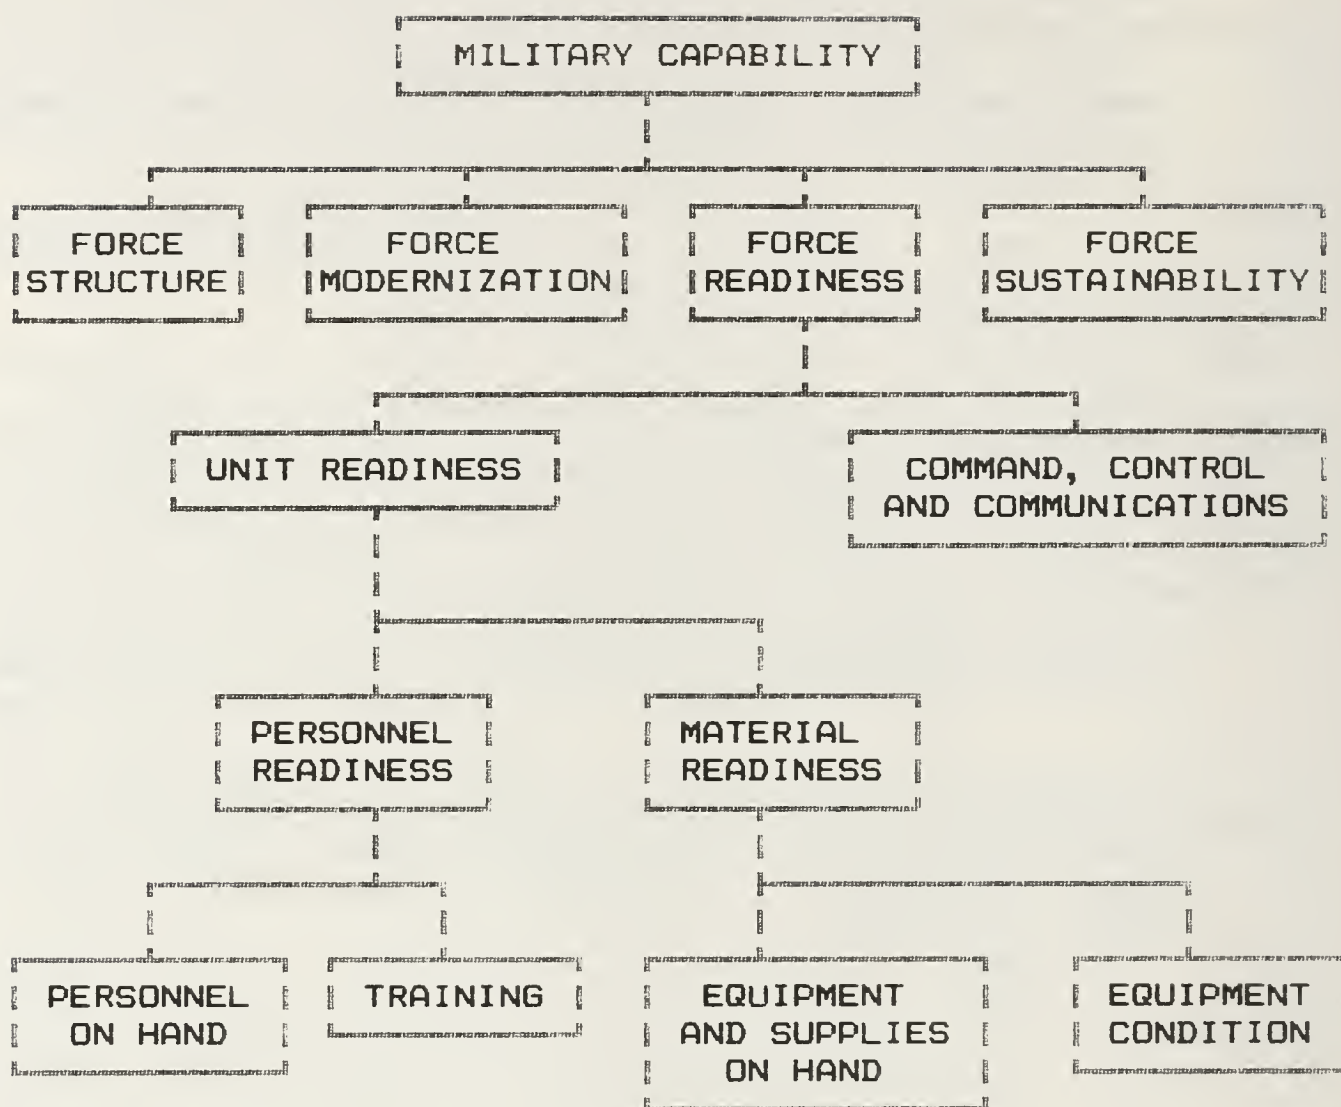 MILITARY CAPABILITY
FORCE
STRUCTURE
FORCE
MODERNIZATION
FORCE
READINESS
FORCE
SUSTAINABILITY
UNIT READINESS
COMMAND, CONTROL
AND COMMUNICATIONS
PERSONNEL
READINESS
MATERIAL
READINESS
PERSONNEL
ON HAND
TRAINING
EQUIPMENT
AND SUPPLIES
ON HAND
EQUIPMENT
CONDITION